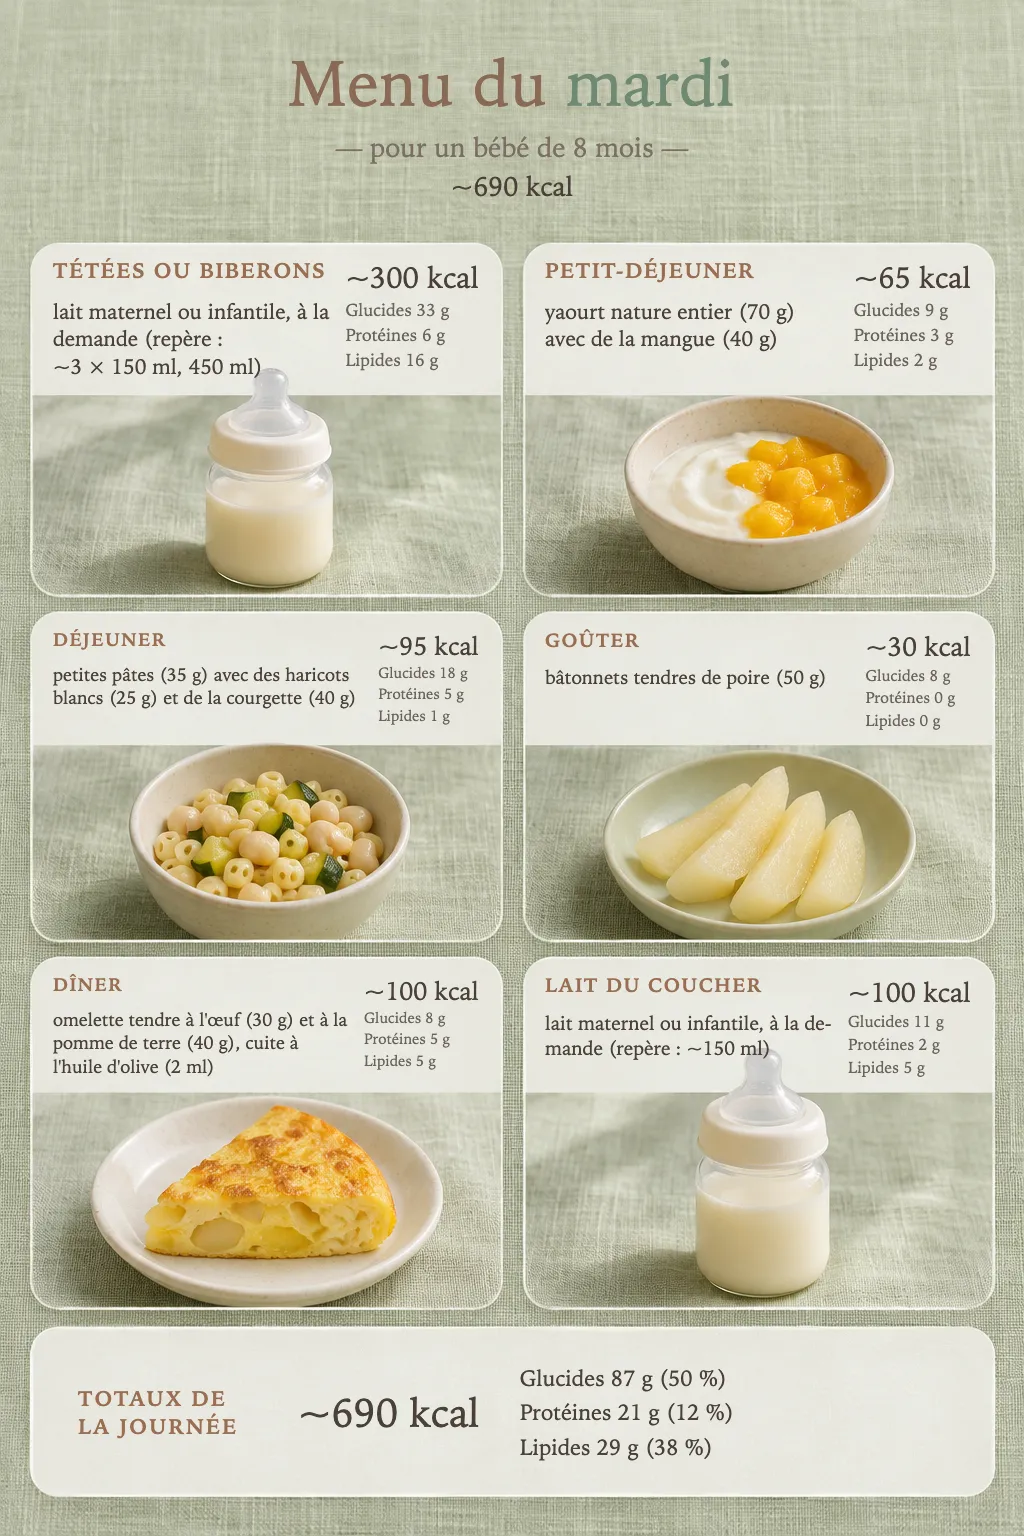 Menu du mardi
— pour un bébé de 8 mois —
~690 kcal
TÉTÉES OU BIBERONS
~300 kcal
lait maternel ou infantile, à la
demande (repère :
~3 × 150 ml, 450 ml)
Glucides 33 g
Protéines 6 g
Lipides 16 g
PETIT-DÉJEUNER
~65 kcal
yaourt nature entier (70 g)
avec de la mangue (40 g)
Glucides 9 g
Protéines 3 g
Lipides 2 g
DÉJEUNER
~95 kcal
petites pâtes (35 g) avec des haricots
blancs (25 g) et de la courgette (40 g)
Glucides 18 g
Protéines 5 g
Lipides 1 g
GOÛTER
~30 kcal
bâtonnets tendres de poire (50 g)
Glucides 8 g
Protéines 0 g
Lipides 0 g
DÎNER
~100 kcal
omelette tendre à l'œuf (30 g) et à la
pomme de terre (40 g), cuite à
l'huile d'olive (2 ml)
Glucides 8 g
Protéines 5 g
Lipides 5 g
LAIT DU COUCHER
~100 kcal
lait maternel ou infantile, à la de-
mande (repère : ~150 ml)
Glucides 11 g
Protéines 2 g
Lipides 5 g
TOTAUX DE
LA JOURNÉE
~690 kcal
Glucides 87 g (50 %)
Protéines 21 g (12 %)
Lipides 29 g (38 %)